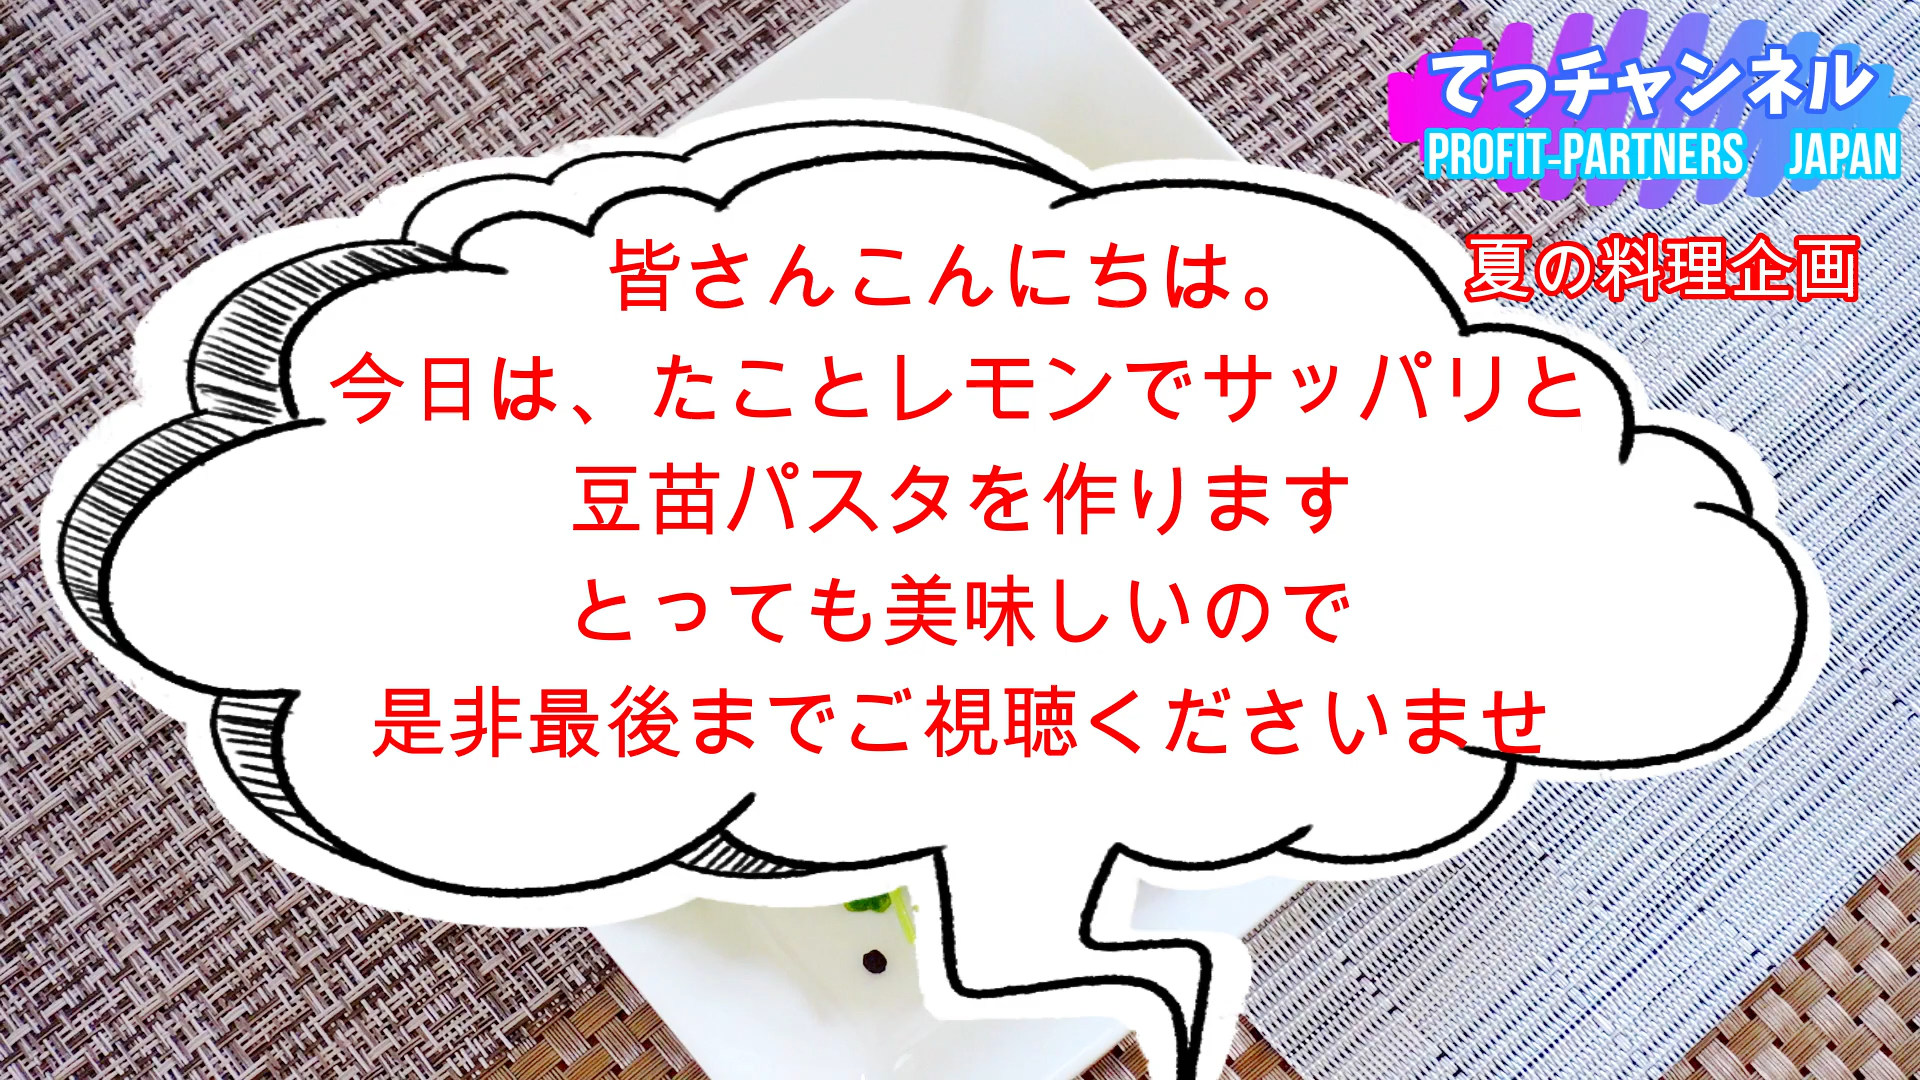 てっチャンネル
PROFIT-PARTNERS JAPAN
夏の料理企画
皆さんこんにちは。
今日は、たことレモンでサッパリと
豆苗パスタを作ります
とっても美味しいので
是非最後までご視聴くださいませ